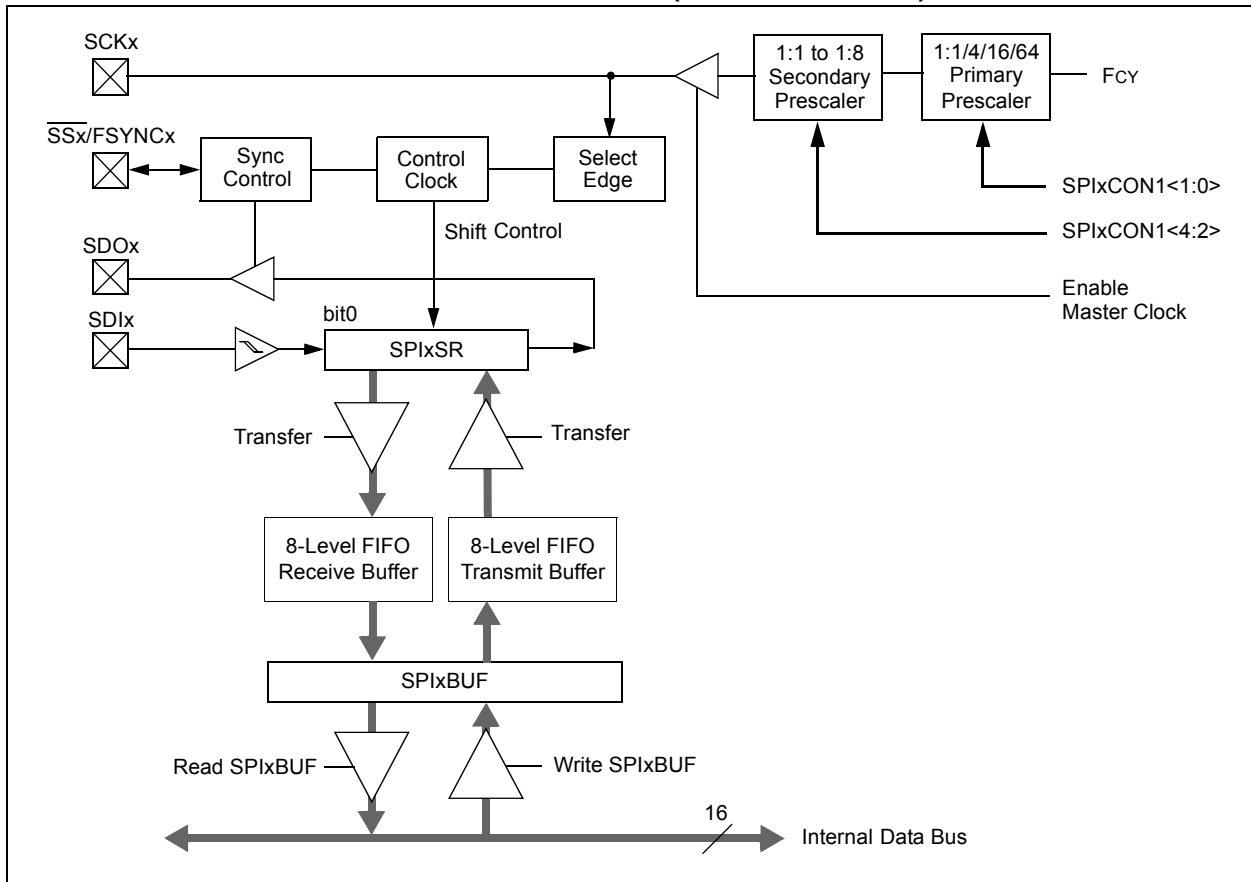 SCKx
1:1 to 1:8
Secondary
Prescaler
1:1/4/16/64
Primary
Prescaler
FCY
SSx/FSYNCx
Sync
Control
Control
Clock
Select
Edge
SPIxCON1<1:0>
SPIxCON1<4:2>
Shift Control
SDOx
Enable
Master Clock
SDIx
bit0
SPIxSR
Transfer
Transfer
8-Level FIFO
Receive Buffer
8-Level FIFO
Transmit Buffer
SPIxBUF
Read SPIxBUF
Write SPIxBUF
16
Internal Data Bus